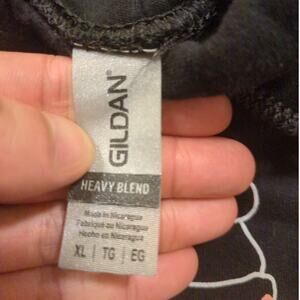 GILDAN
HEAVY BLEND
Made in Nicaragua
Fabriqué au Nicaragua
Hecho en Nicaragua
XL | TG | EG